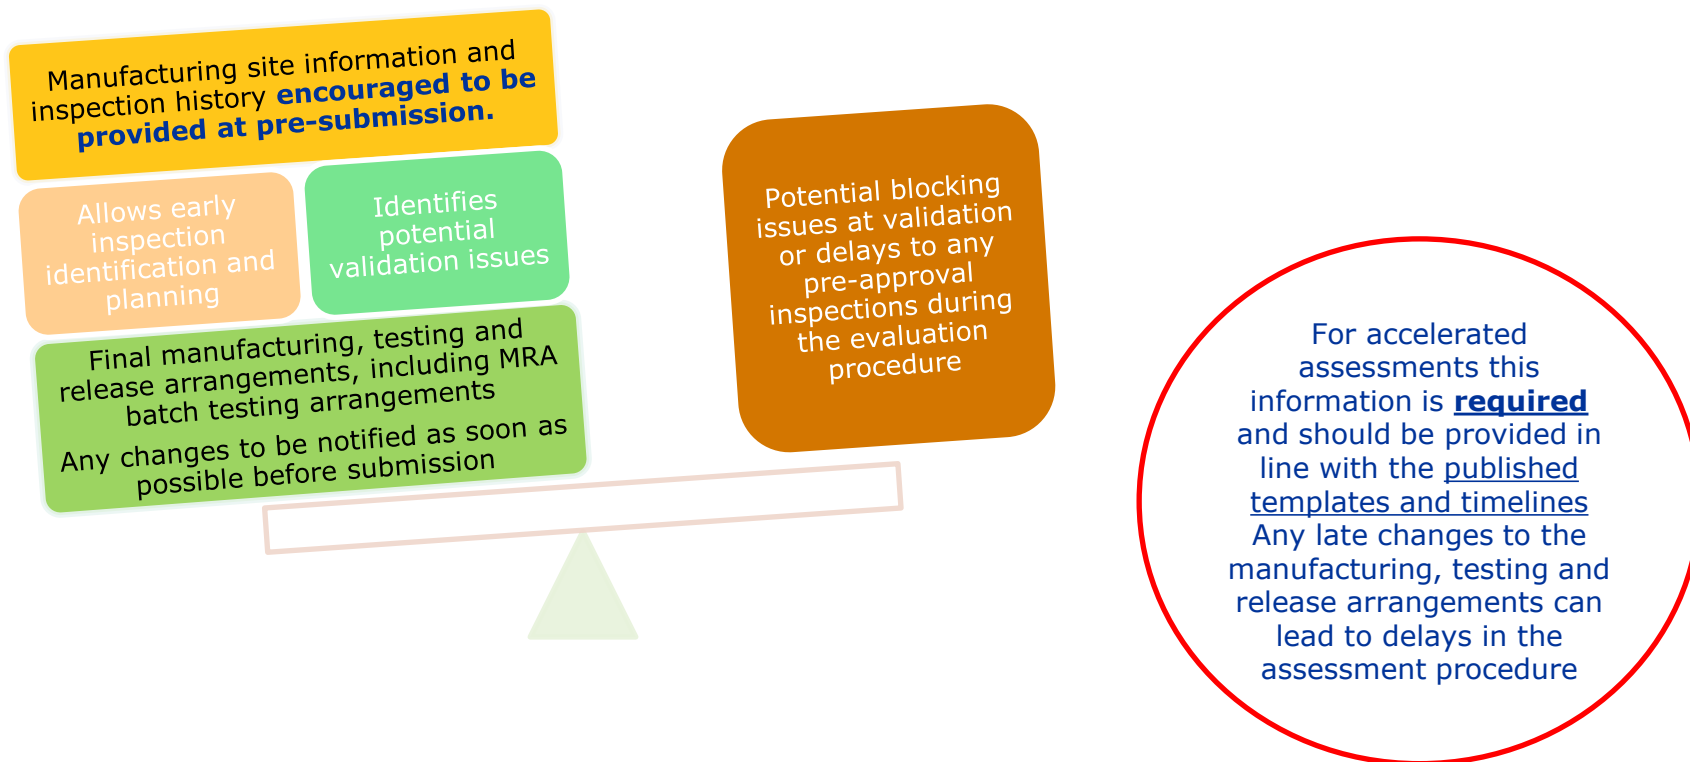 Manufacturing site information and
inspection history encouraged to be
provided at pre-submission.
Allows early
inspection
identification and
planning
Identifies
potential
validation issues
Final manufacturing, testing and
release arrangements, including MRA
batch testing arrangements
Any changes to be notified as soon as
possible before submission
Potential blocking
issues at validation
or delays to any
pre-approval
inspections during
the evaluation
procedure
For accelerated
assessments this
information is required
and should be provided in
line with the published
templates and timelines
Any late changes to the
manufacturing, testing and
release arrangements can
lead to delays in the
assessment procedure